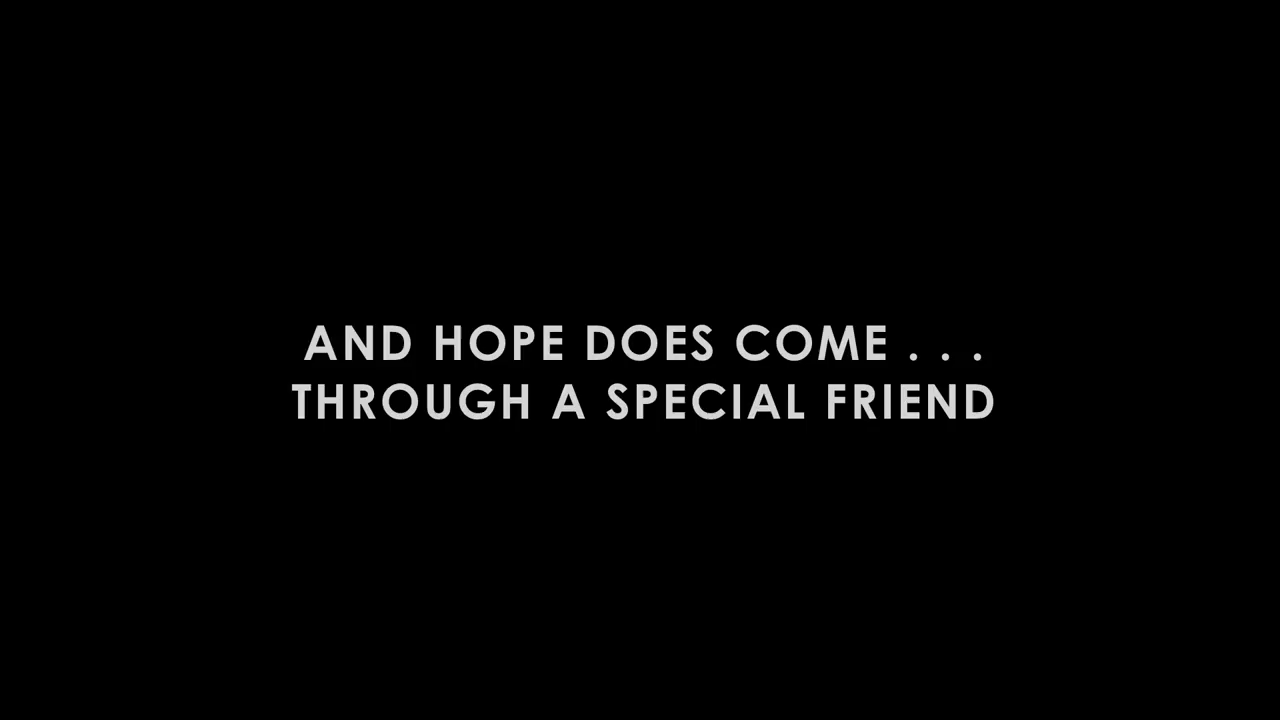 AND HOPE DOES COME . . .
THROUGH A SPECIAL FRIEND